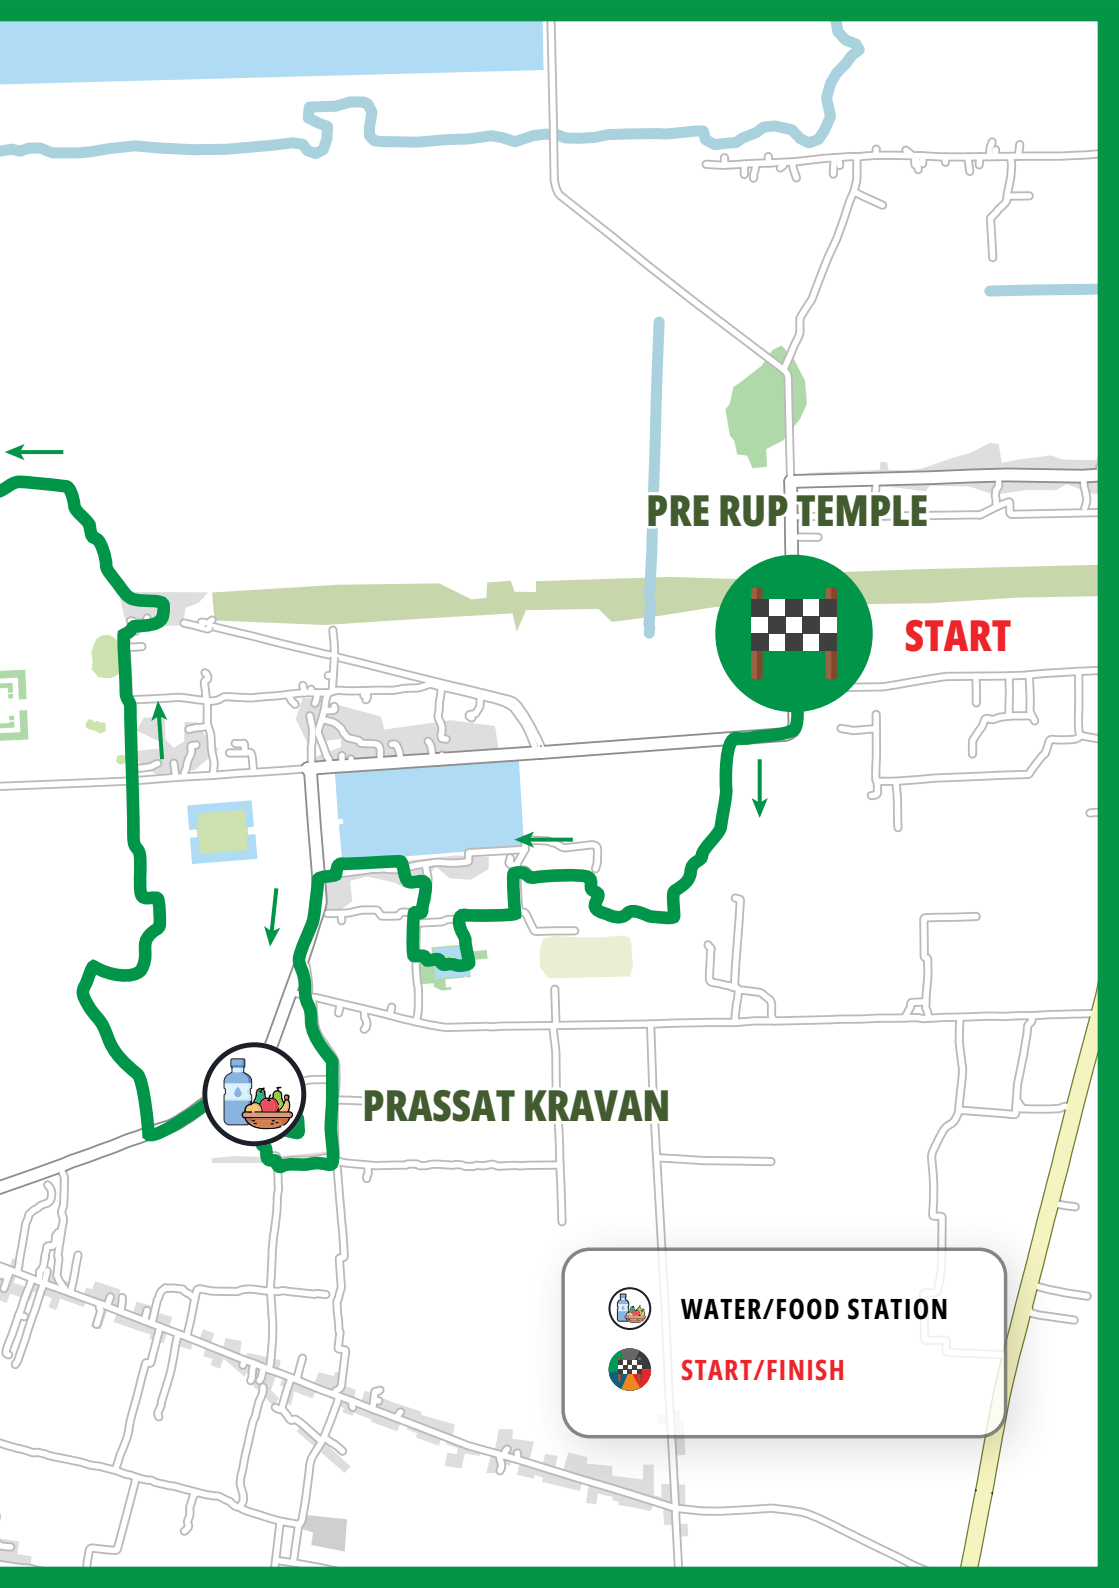 PRE RUP TEMPLE
START
PRASSAT KRAVAN
WATER/FOOD STATION
START/FINISH